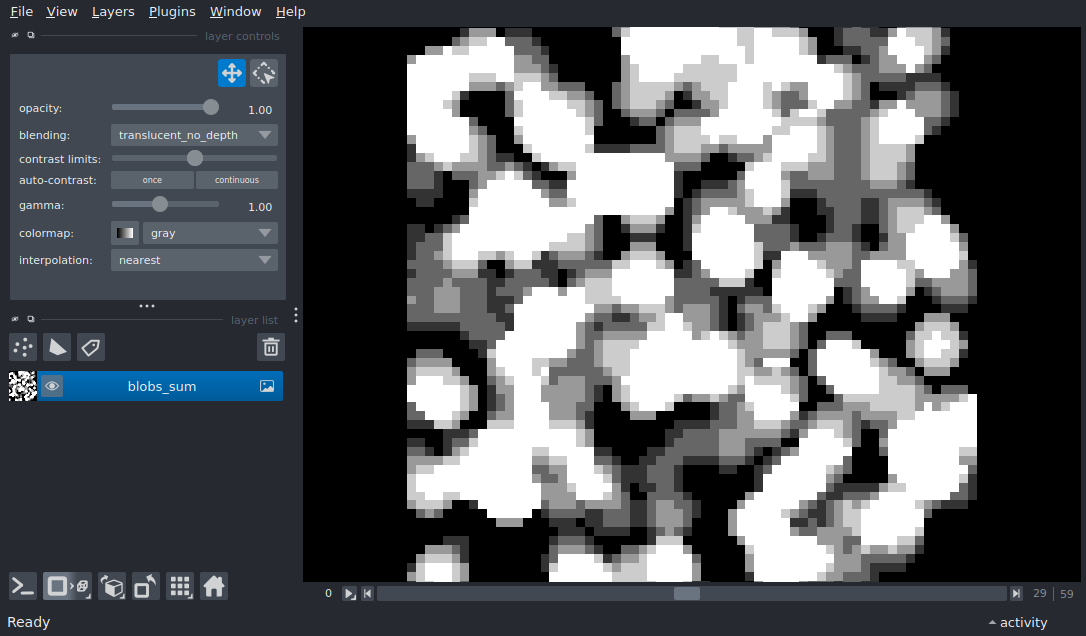 File View Layers Plugins Window Help
layer controls
opacity: 1.00
blending: translucent_no_depth
contrast limits:
auto-contrast: once continuous
gamma: 1.00
colormap: gray
interpolation: nearest
layer list
blobs_sum
0 29 59
Ready activity